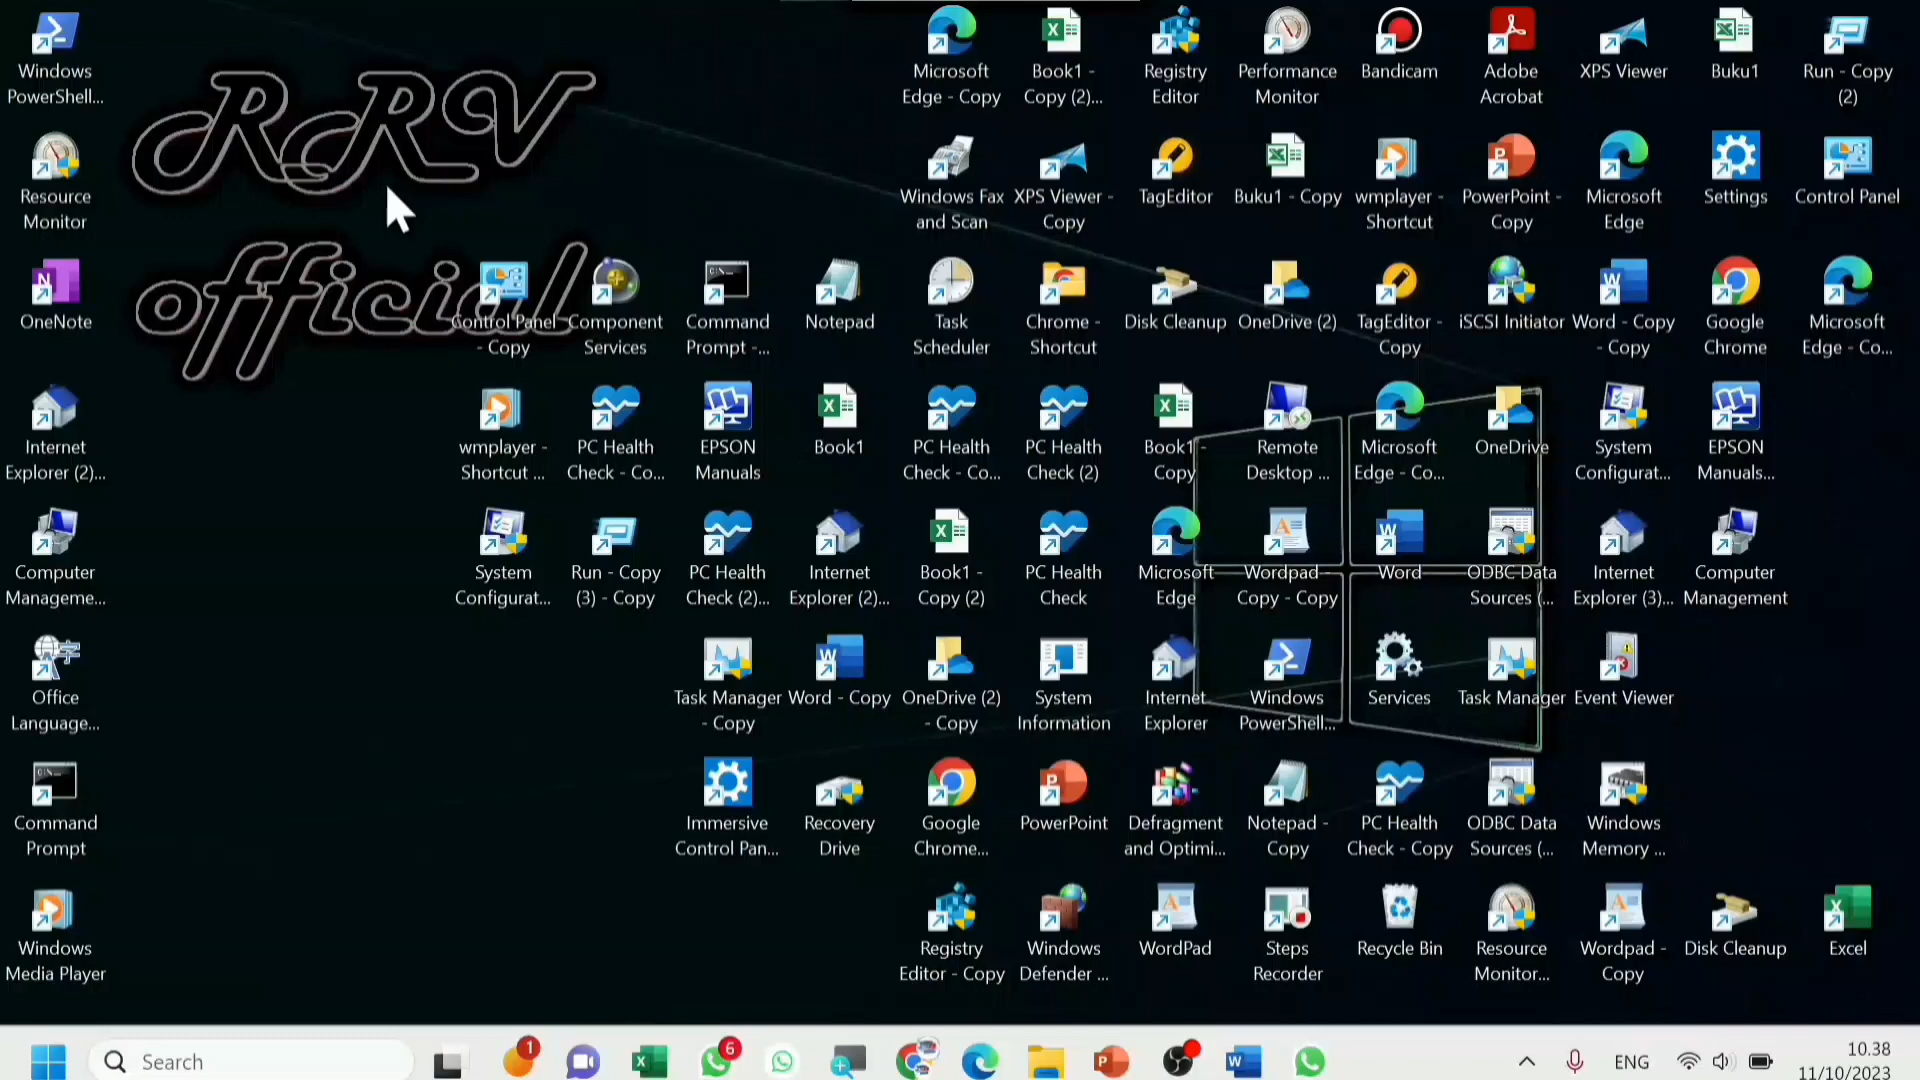 Windows PowerShell...
Microsoft Edge - Copy
Book1 - Copy (2)...
Registry Editor
Performance Monitor
Bandicam
Adobe Acrobat
XPS Viewer
Buku1
Run - Copy (2)
RRV
official
Resource Monitor
Windows Fax and Scan
XPS Viewer - Copy
TagEditor
Buku1 - Copy
wmplayer - Shortcut
PowerPoint - Copy
Microsoft Edge
Settings
Control Panel
OneNote
Control Panel - Copy
Component Services
Command Prompt -...
Notepad
Task Scheduler
Chrome - Shortcut
Disk Cleanup
OneDrive (2)
TagEditor - Copy
iSCSI Initiator
Word - Copy - Copy
Google Chrome
Microsoft Edge - Co...
Internet Explorer (2)...
wmplayer - Shortcut ...
PC Health Check - Co...
EPSON Manuals
Book1
PC Health Check - Co...
PC Health Check (2)
Book1 - Copy
Remote Desktop ...
Microsoft Edge - Co...
OneDrive
System Configurat...
EPSON Manuals...
Computer Manageme...
System Configurat...
Run - Copy (3) - Copy
PC Health Check (2)...
Internet Explorer (2)...
Book1 - Copy (2)
PC Health Check
Microsoft Edge
Wordpad - Copy - Copy
Word
ODBC Data Sources (...
Internet Explorer (3)...
Computer Management
Office Language...
Task Manager - Copy
Word - Copy
OneDrive (2) - Copy
System Information
Internet Explorer
Windows PowerShell...
Services
Task Manager
Event Viewer
Command Prompt
Immersive Control Pan...
Recovery Drive
Google Chrome...
PowerPoint
Defragment and Optimi...
Notepad - Copy
PC Health Check - Copy
ODBC Data Sources (...
Windows Memory ...
Windows Media Player
Registry Editor - Copy
Windows Defender ...
WordPad
Steps Recorder
Recycle Bin
Resource Monitor...
Wordpad - Copy
Disk Cleanup
Excel
Search
1
6
ENG
10.38
11/10/2023